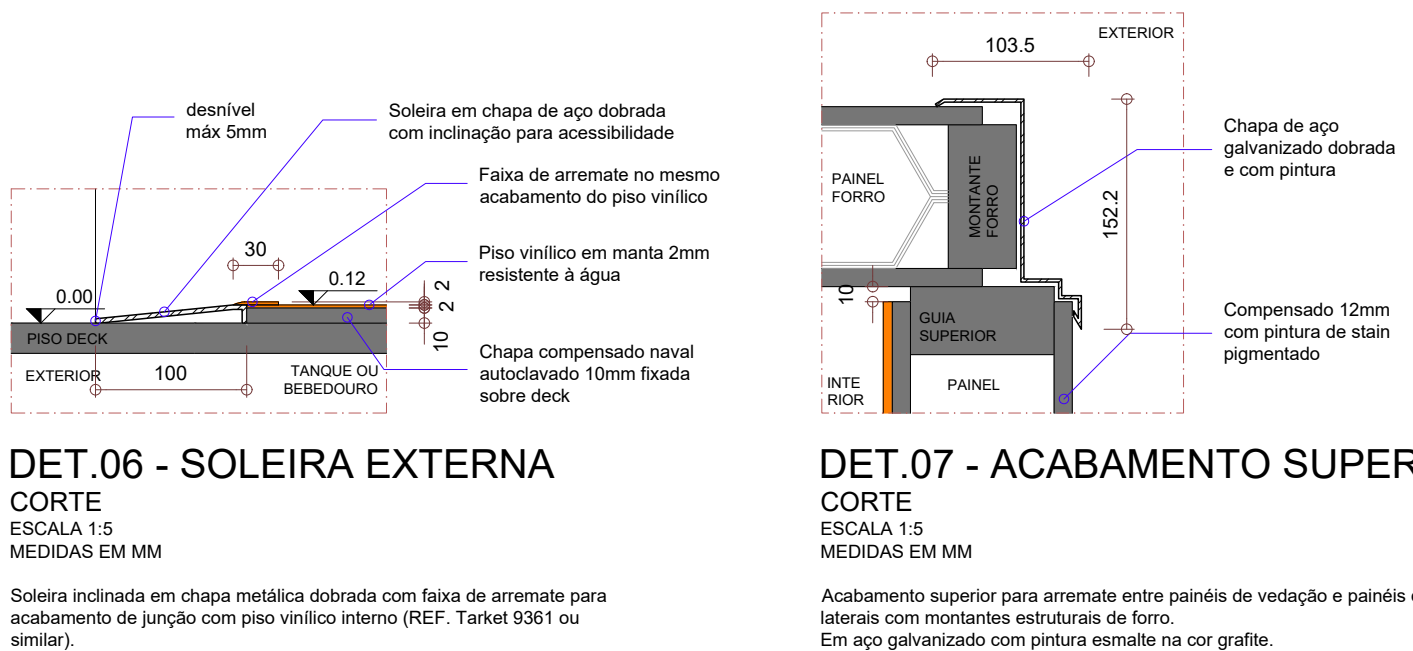 desnível
máx 5mm
Soleira em chapa de aço dobrada
com inclinação para acessibilidade
Faixa de arremate no mesmo
acabamento do piso vinílico
30
Piso vinílico em manta 2mm
resistente à água
0.00
0.12
2
2
10
PISO DECK
EXTERIOR
100
TANQUE OU
BEBEDOURO
Chapa compensado naval
autoclavado 10mm fixada
sobre deck
DET.06 - SOLEIRA EXTERNA
CORTE
ESCALA 1:5
MEDIDAS EM MM
Soleira inclinada em chapa metálica dobrada com faixa de arremate para
acabamento de junção com piso vinílico interno (REF. Tarket 9361 ou
similar).
EXTERIOR
103.5
Chapa de aço
galvanizado dobrada
e com pintura
PAINEL
FORRO
MONTANTE
FORRO
152.2
10
GUIA
SUPERIOR
Compensado 12mm
com pintura de stain
pigmentado
INTE
RIOR
PAINEL
DET.07 - ACABAMENTO SUPER
CORTE
ESCALA 1:5
MEDIDAS EM MM
Acabamento superior para arremate entre painéis de vedação e painéis
laterais com montantes estruturais de forro.
Em aço galvanizado com pintura esmalte na cor grafite.